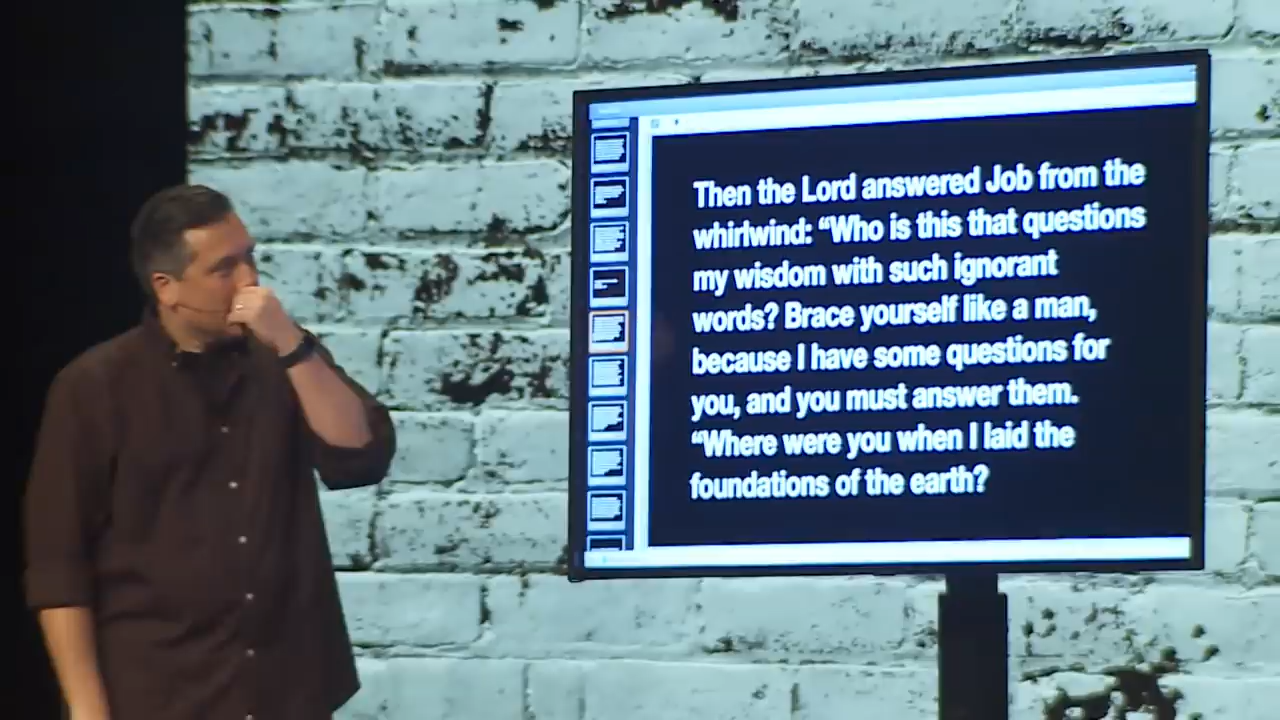 Then the Lord answered Job from the
whirlwind: “Who is this that questions
my wisdom with such ignorant
words? Brace yourself like a man,
because I have some questions for
you, and you must answer them.
“Where were you when I laid the
foundations of the earth?